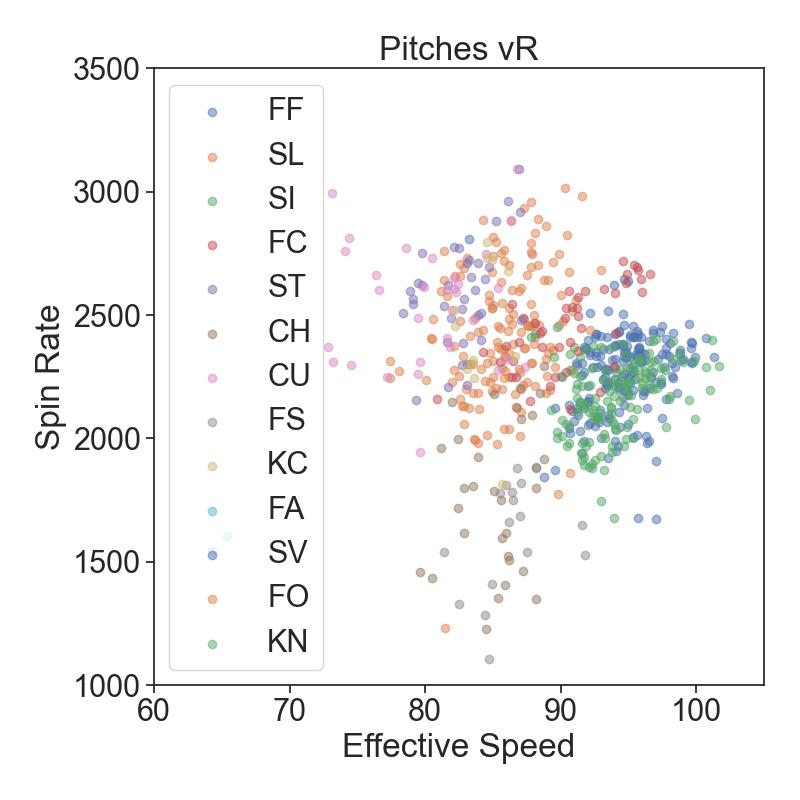 Pitches vR
3500
3000
2500
2000
1500
1000
Spin Rate
FF
SL
SI
FC
ST
CH
CU
FS
KC
FA
SV
FO
KN
60 70 80 90 100
Effective Speed